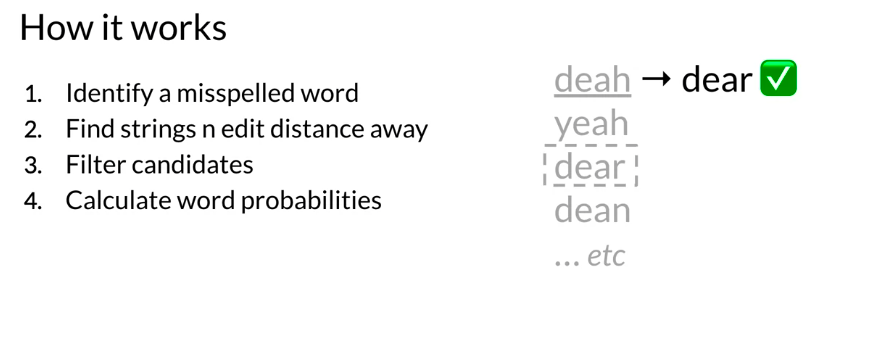 How it works
1. Identify a misspelled word
2. Find strings n edit distance away
3. Filter candidates
4. Calculate word probabilities
deah → dear ✅
yeah
dear
dean
... etc